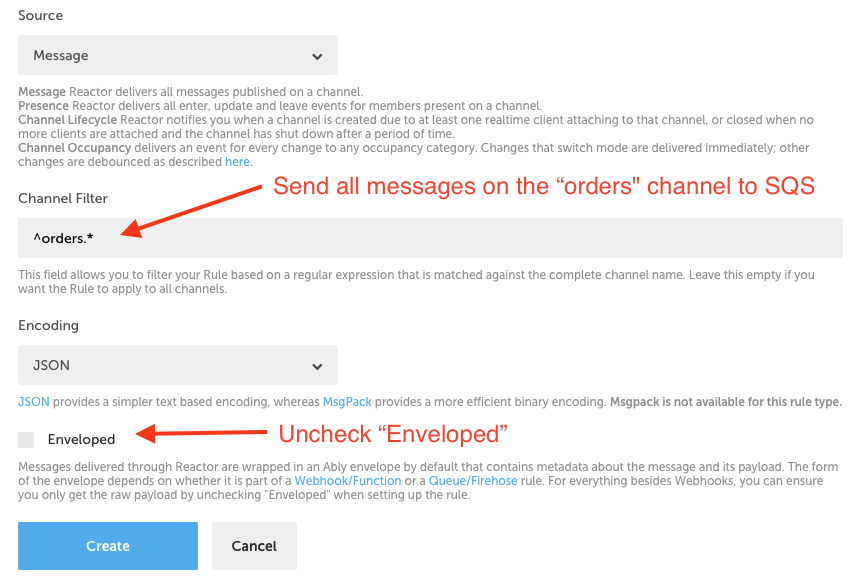 Source
Message
Message Reactor delivers all messages published on a channel.
Presence Reactor delivers all enter, update and leave events for members present on a channel.
Channel Lifecycle Reactor notifies you when a channel is created due to at least one realtime client attaching to that channel, or closed when no
more clients are attached and the channel has shut down after a period of time.
Channel Occupancy delivers an event for every change to any occupancy category. Changes that switch mode are delivered immediately; other
changes are debounced as described here.
Send all messages on the “orders" channel to SQS
Channel Filter
^orders.*
This field allows you to filter your Rule based on a regular expression that is matched against the complete channel name. Leave this empty if you
want the Rule to apply to all channels.
Encoding
JSON
JSON provides a simpler text based encoding, whereas MsgPack provides a more efficient binary encoding. Msgpack is not available for this rule type.
Enveloped
Uncheck “Enveloped”
Messages delivered through Reactor are wrapped in an Ably envelope by default that contains metadata about the message and its payload. The form
of the envelope depends on whether it is part of a Webhook/Function or a Queue/Firehose rule. For everything besides Webhooks, you can ensure
you only get the raw payload by unchecking "Enveloped" when setting up the rule.
Create
Cancel